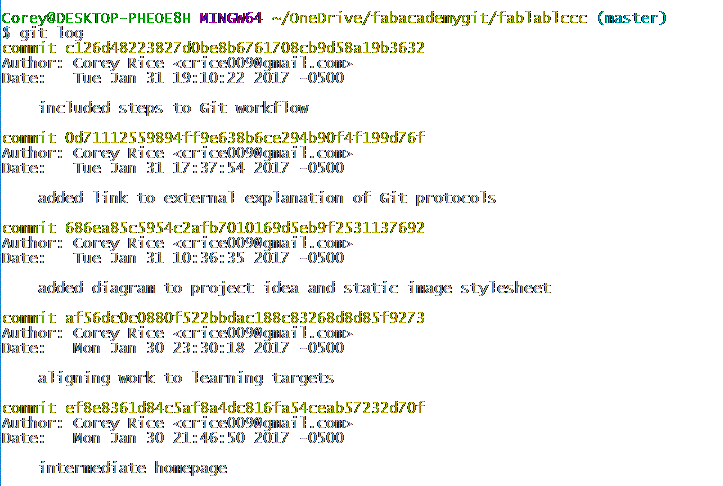 Corey@DESKTOP-PHEOE8H MINGW64 ~/OneDrive/fabacademygit/fablablccc (master)
$ git log
commit c126d48223827d0be8b6761708cb9d58a19b3632
Author: Corey Rice <crice009@gmail.com>
Date:   Tue Jan 31 19:10:22 2017 -0500
included steps to Git workflow
commit 0d71112559894ff9e638b6ce294b90f4f199d76f
Author: Corey Rice <crice009@gmail.com>
Date:   Tue Jan 31 17:37:54 2017 -0500
added link to external explanation of Git protocols
commit 686ea85c5954c2afb7010169d5eb9f2531137692
Author: Corey Rice <crice009@gmail.com>
Date:   Tue Jan 31 10:36:35 2017 -0500
added diagram to project idea and static image stylesheet
commit af56dc0c0880f522bbdac188c83268d8d85f9273
Author: Corey Rice <crice009@gmail.com>
Date:   Mon Jan 30 23:30:18 2017 -0500
aligning work to learning targets
commit ef8e8361d84c5af8a4dc816fa54ceab57232d70f
Author: Corey Rice <crice009@gmail.com>
Date:   Mon Jan 30 21:46:50 2017 -0500
intermediate homepage